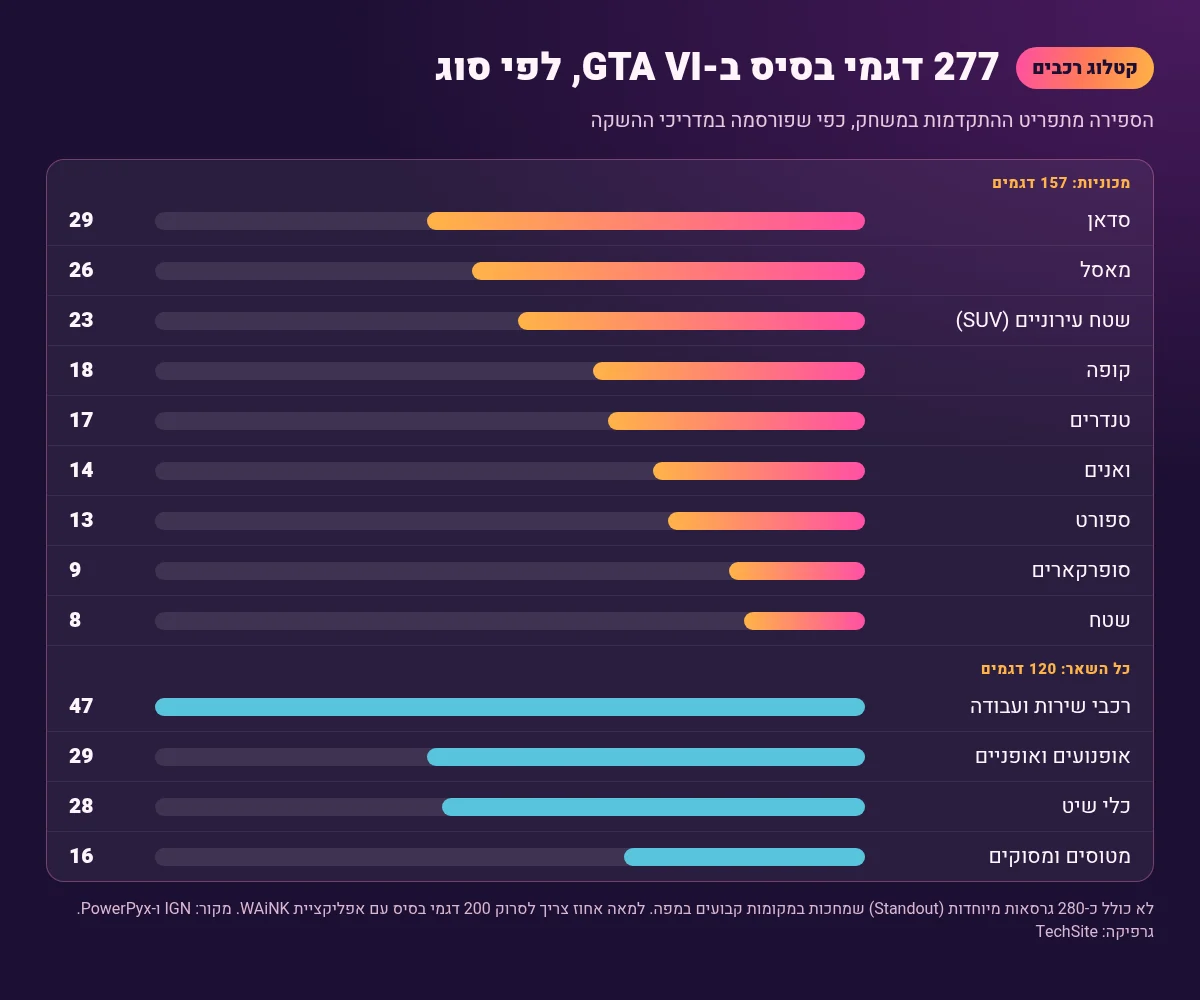 קטלוג רכבים
277 דגמי בסיס ב-GTA VI, לפי סוג
הספירה מתפריט ההתקדמות במשחק, כפי שפורסמה במדריכי ההשקה
מכוניות: 157 דגמים
סדאן 29
מאסל 26
שטח עירוניים (SUV) 23
קופה 18
טנדרים 17
ואנים 14
ספורט 13
סופרקארים 9
שטח 8
כל השאר: 120 דגמים
רכבי שירות ועבודה 47
אופנועים ואופניים 29
כלי שיט 28
מטוסים ומסוקים 16
לא כולל כ-280 גרסאות מיוחדות (Standout) שמחכות במקומות קבועים במפה. למאה אחוז צריך לסרוק 200 דגמי בסיס עם אפליקציית WAiNK. מקור: IGN ו-PowerPyx.
גרפיקה: TechSite